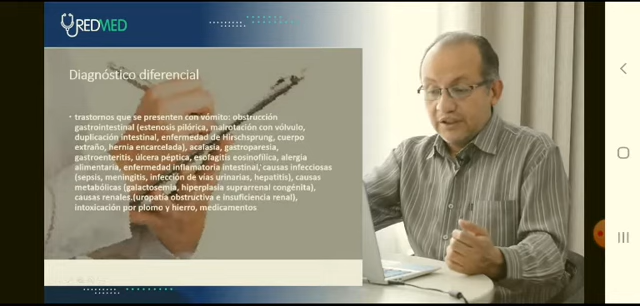 REDMED
Diagnóstico diferencial
trastornos que se presenten con vómito: obstrucción
gastrointestinal (estenosis pilórica, malrotación con vólvulo,
duplicación intestinal, enfermedad de Hirschsprung, cuerpo
extraño, hernia encarcelada), acalasia, gastroparesia,
gastroenteritis, úlcera péptica, esofagitis eosinofílica, alergia
alimentaria, enfermedad inflamatoria intestinal, causas infecciosas
(sepsis, meningitis, infección de vías urinarias, hepatitis), causas
metabólicas (galactosemia, hiperplasia suprarrenal congénita),
causas renales,(uropatía obstructiva e insuficiencia renal),
intoxicación por plomo y hierro, medicamentos